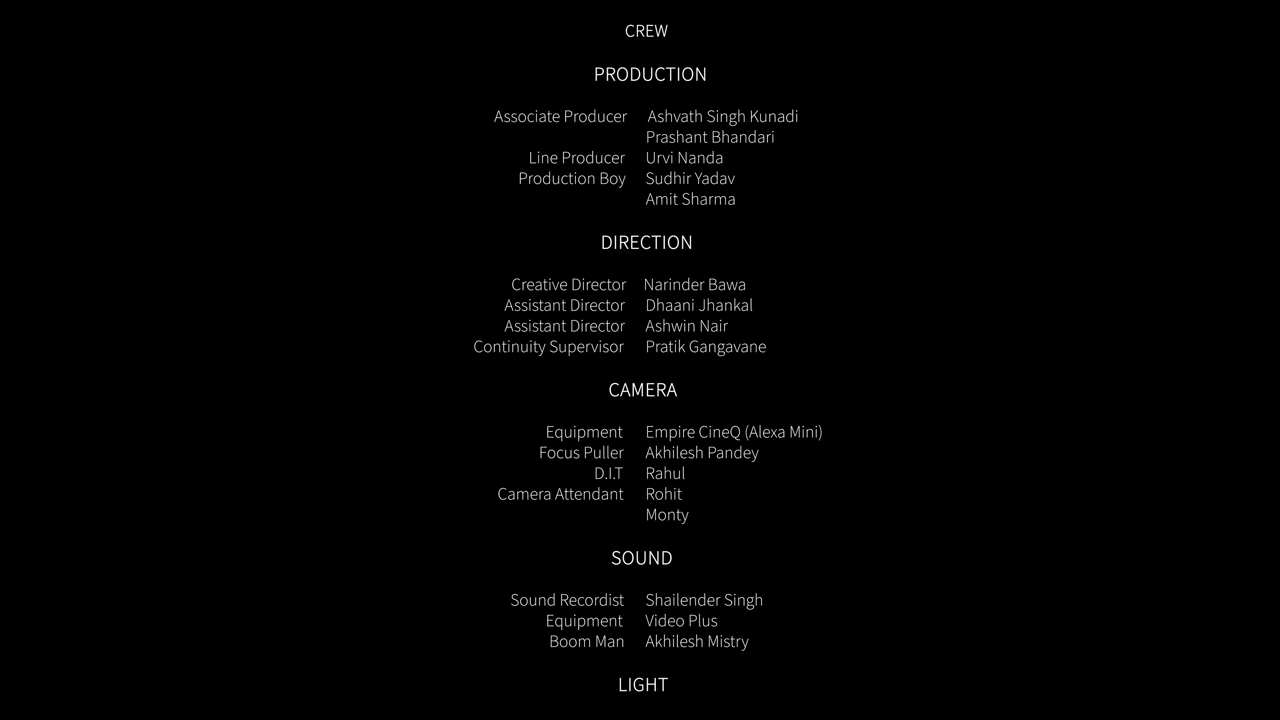 CREW
PRODUCTION
Associate Producer Ashvath Singh Kunadi
Prashant Bhandari
Line Producer Urvi Nanda
Production Boy Sudhir Yadav
Amit Sharma
DIRECTION
Creative Director Narinder Bawa
Assistant Director Dhaani Jhankal
Assistant Director Ashwin Nair
Continuity Supervisor Pratik Gangavane
CAMERA
Equipment Empire CineQ (Alexa Mini)
Focus Puller Akhilesh Pandey
D.I.T Rahul
Camera Attendant Rohit
Monty
SOUND
Sound Recordist Shailender Singh
Equipment Video Plus
Boom Man Akhilesh Mistry
LIGHT